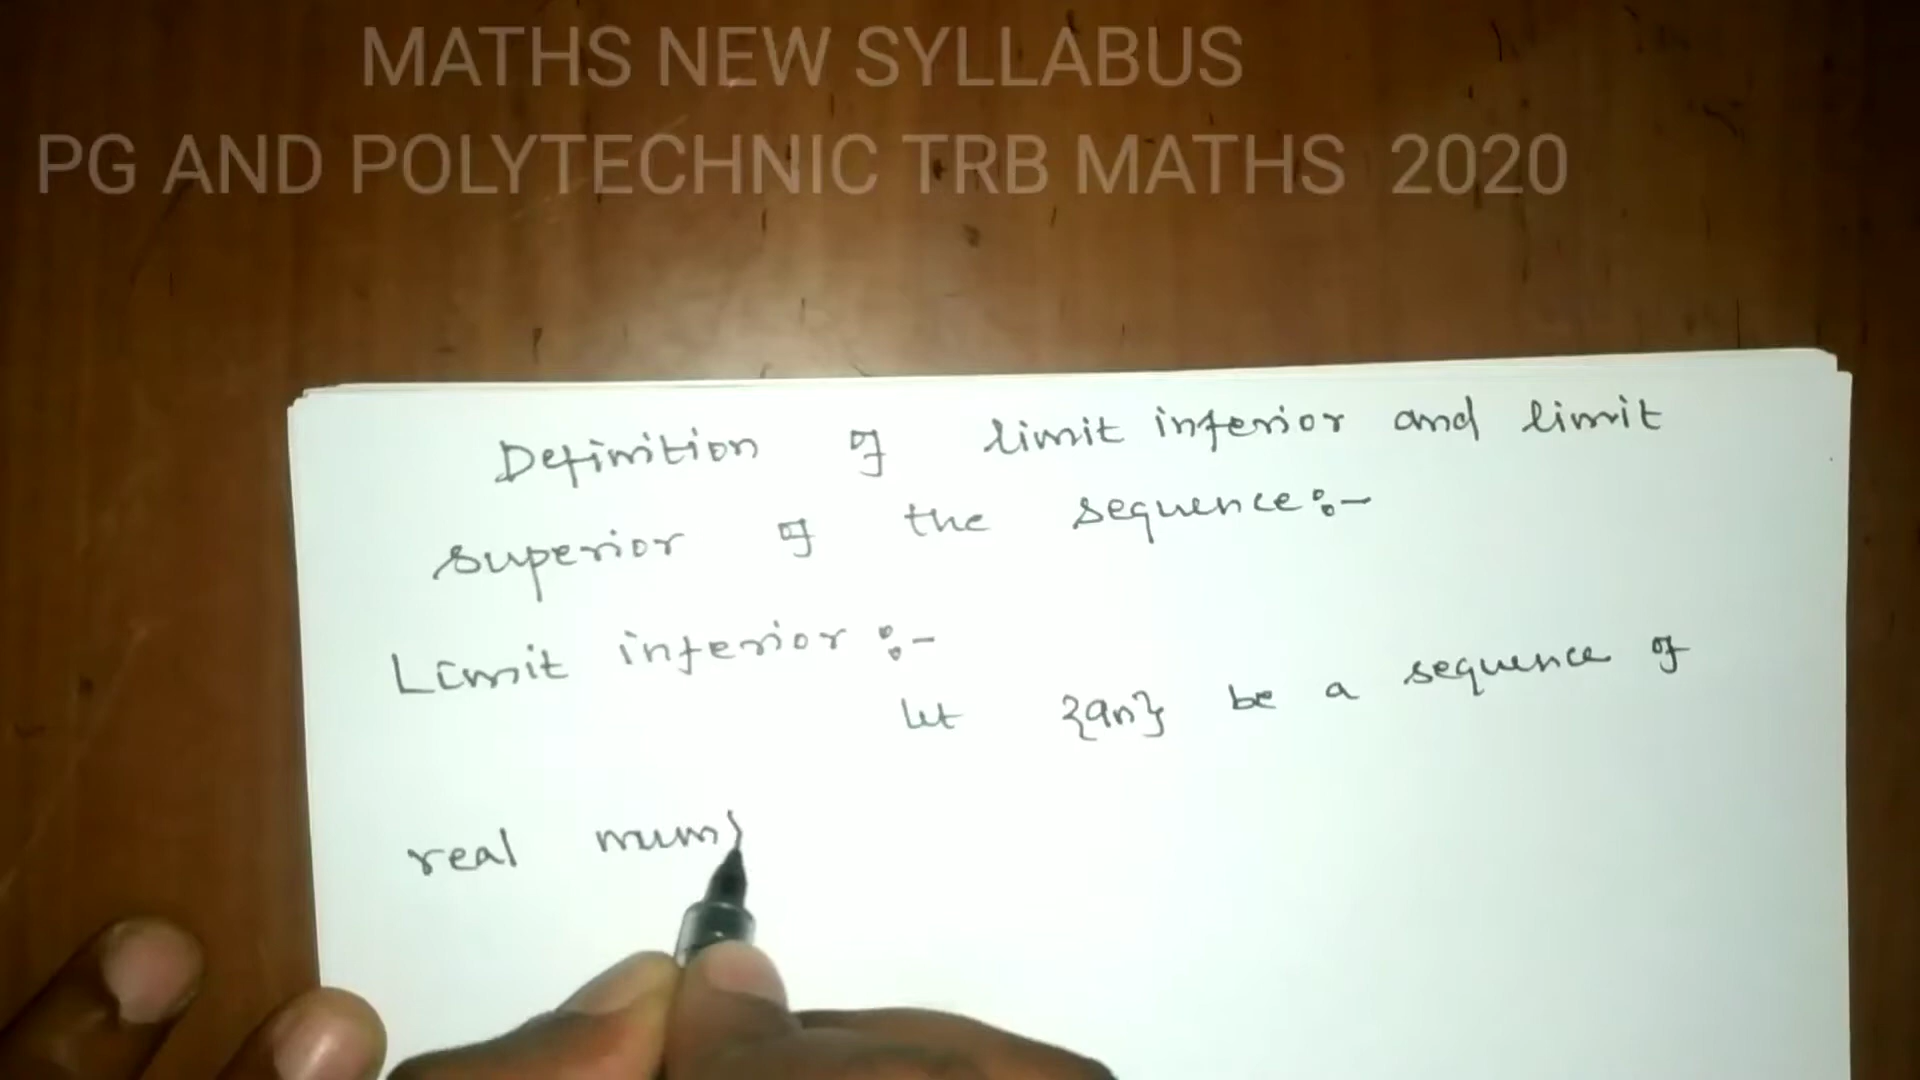 MATHS NEW SYLLABUS
PG AND POLYTECHNIC TRB MATHS 2020
Definition of limit inferior and limit
superior of the sequence:-
Limit inferior:-
let {an} be a sequence of
real